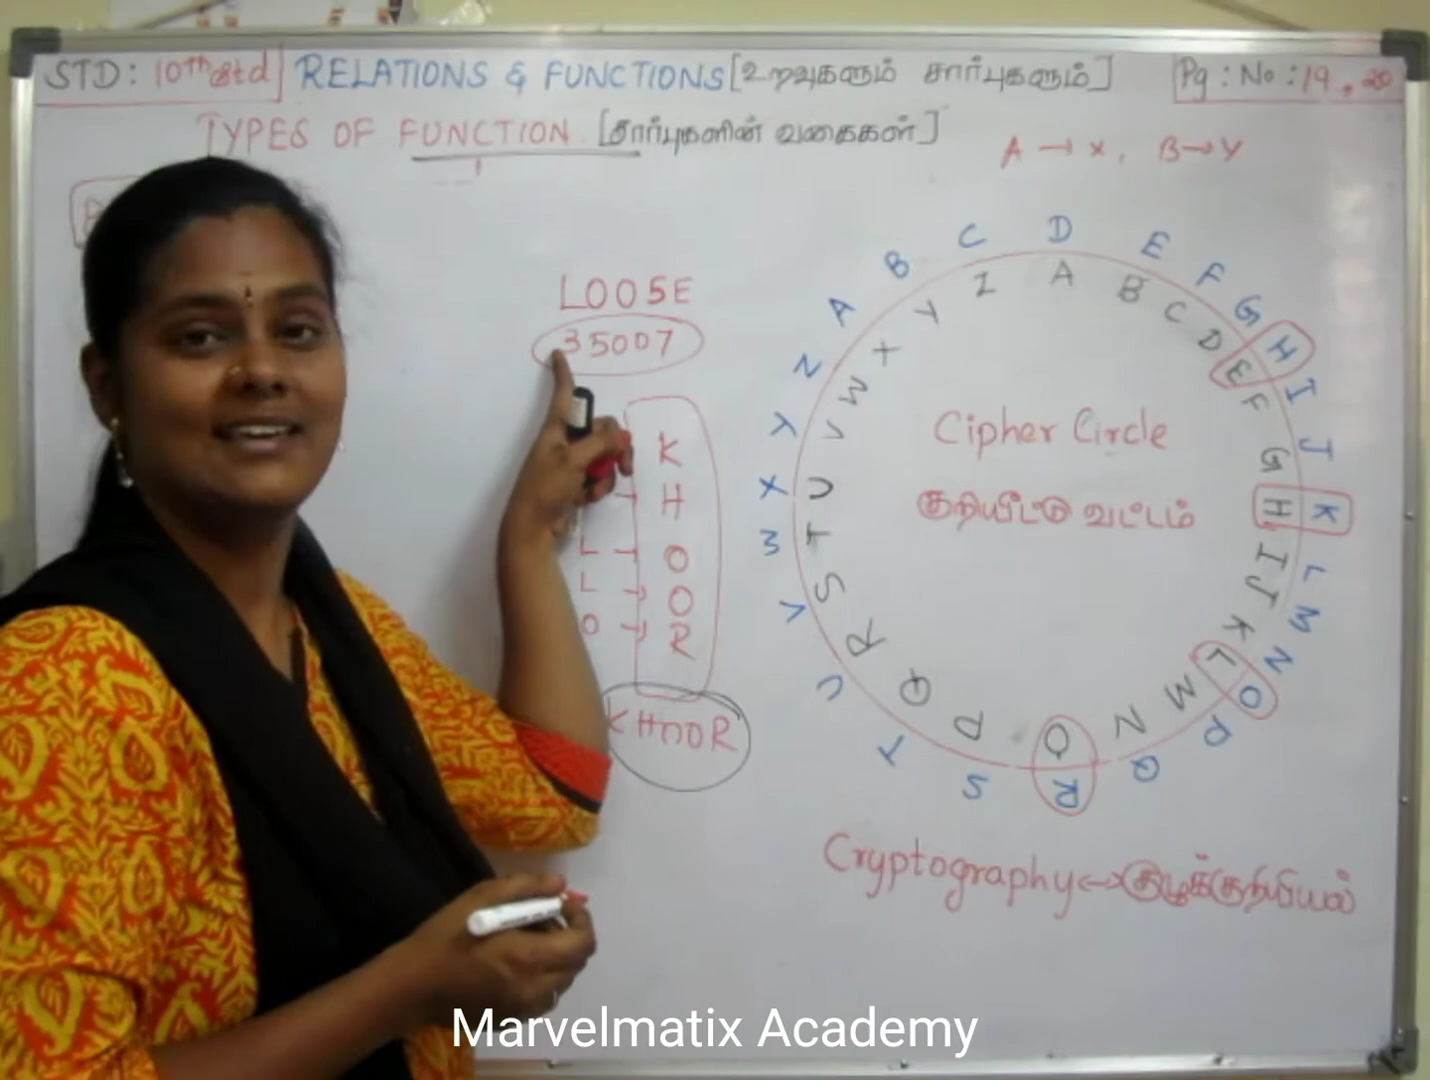 STD: 10th std RELATIONS & FUNCTIONS [உறவுகளும் சார்புகளும்] Pg: No: 19, 20
TYPES OF FUNCTION. [சார்புகளின் வகைகள்]
A → X, B → Y
LOOSE
35007
K
→ H
L → O
L → O
O → R
KHOOR
A B C D E F G H I J K L M N O P Q R S T U V W X Y Z
A B C D E F G H I J K L M N O P Q R S T U V W X Y Z
Cipher Circle
குறியீட்டு வட்டம்
Cryptography ↔ குழூக்குறியியல்
Marvelmatix Academy